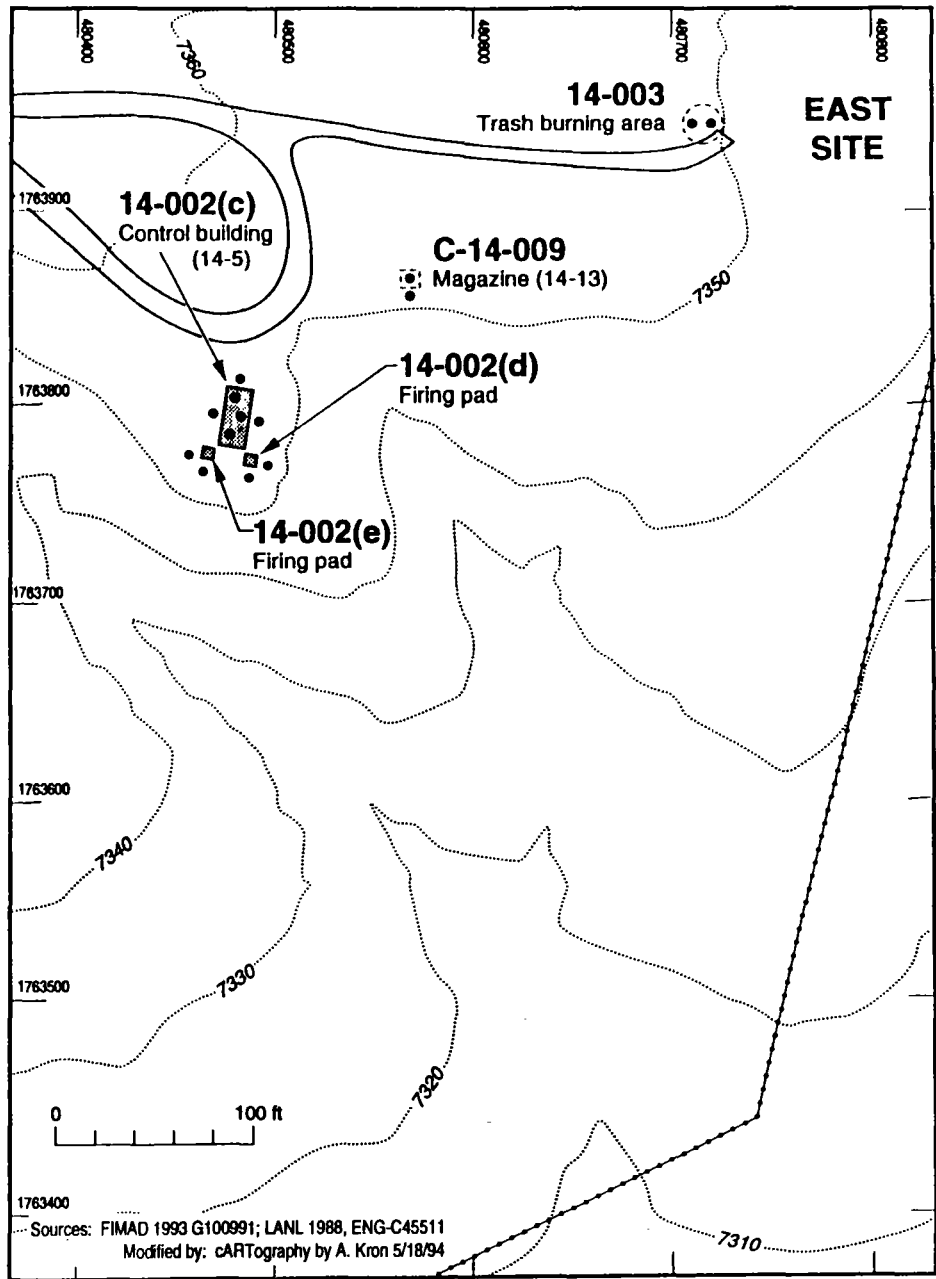 480400
480500
480600
480700
480800
7360
14-003
Trash burning area
EAST
SITE
1763900
14-002(c)
Control building
(14-5)
C-14-009
Magazine (14-13)
7350
14-002(d)
Firing pad
1763800
14-002(e)
Firing pad
1763700
1763600
7340
7330
1763500
7320
0 100 ft
1763400
Sources: FIMAD 1993 G100991; LANL 1988, ENG-C45511
Modified by: cARTography by A. Kron 5/18/94
7310